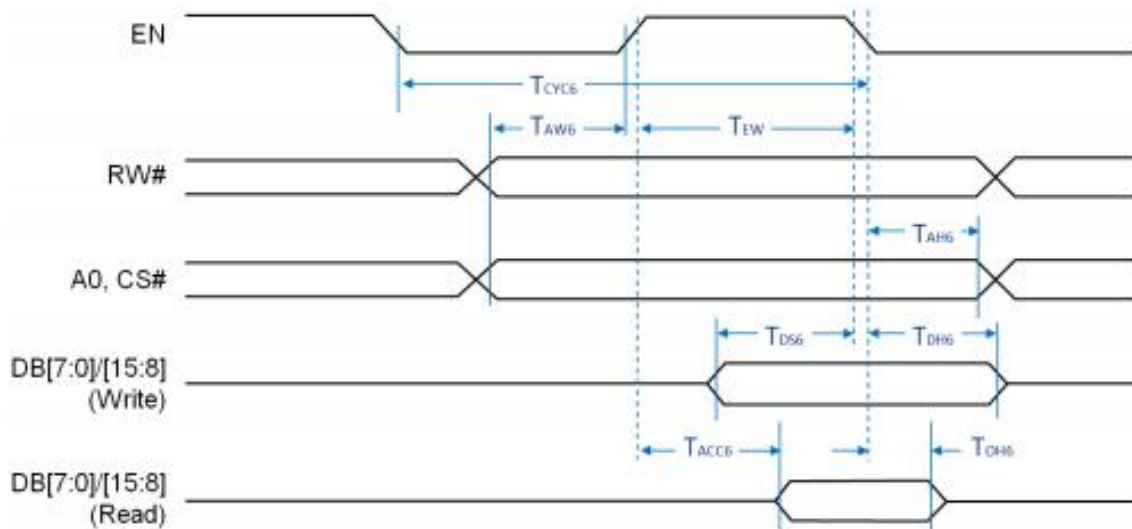 EN
TCYC6
TAW6
TEW
RW#
TAH6
A0, CS#
TDS6
TDH6
DB[7:0]/[15:8]
(Write)
TACC6
TOH6
DB[7:0]/[15:8]
(Read)